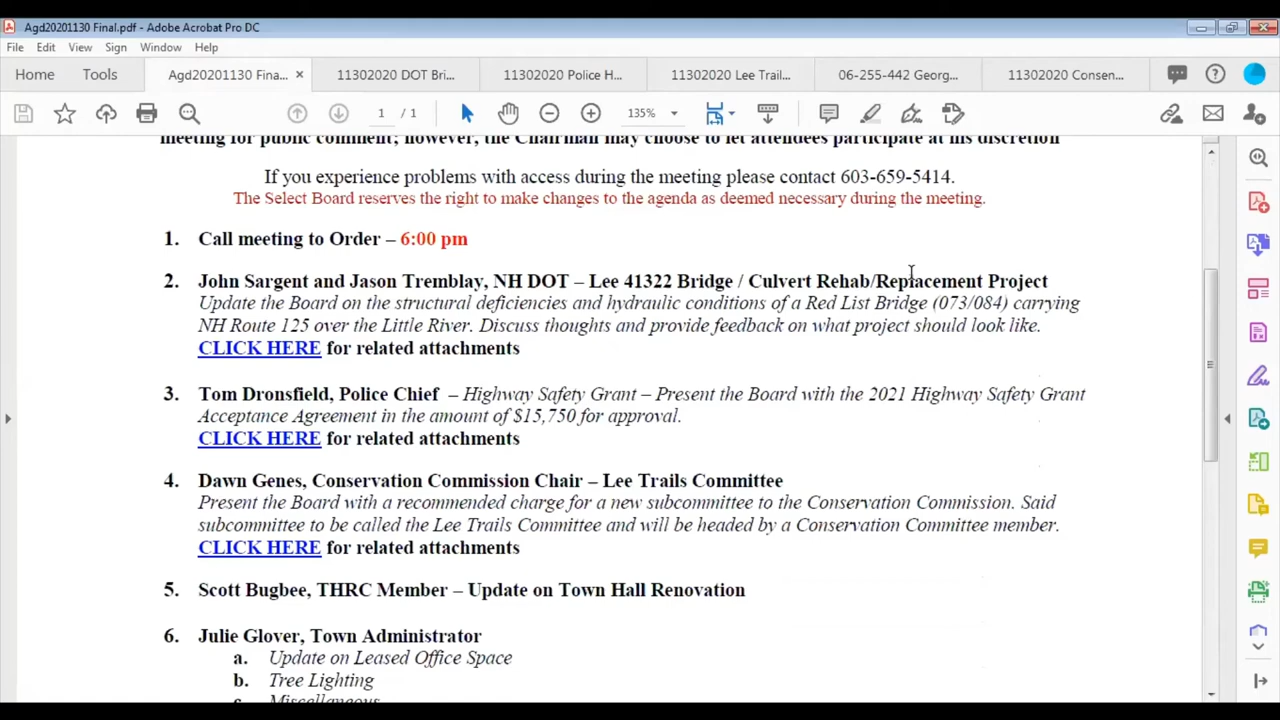 Agd20201130 Final.pdf - Adobe Acrobat Pro DC
File Edit View Sign Window Help
Home Tools Agd20201130 Fina... × 11302020 DOT Bri... 11302020 Police H... 11302020 Lee Trail... 06-255-442 Georg... 11302020 Consen...
1 / 1 135%
meeting for public comment; however, the Chairman may choose to let attendees participate at his discretion
If you experience problems with access during the meeting please contact 603-659-5414.
The Select Board reserves the right to make changes to the agenda as deemed necessary during the meeting.
1. Call meeting to Order – 6:00 pm
2. John Sargent and Jason Tremblay, NH DOT – Lee 41322 Bridge / Culvert Rehab/Replacement Project
Update the Board on the structural deficiencies and hydraulic conditions of a Red List Bridge (073/084) carrying
NH Route 125 over the Little River. Discuss thoughts and provide feedback on what project should look like.
CLICK HERE for related attachments
3. Tom Dronsfield, Police Chief – Highway Safety Grant – Present the Board with the 2021 Highway Safety Grant
Acceptance Agreement in the amount of $15,750 for approval.
CLICK HERE for related attachments
4. Dawn Genes, Conservation Commission Chair – Lee Trails Committee
Present the Board with a recommended charge for a new subcommittee to the Conservation Commission. Said
subcommittee to be called the Lee Trails Committee and will be headed by a Conservation Committee member.
CLICK HERE for related attachments
5. Scott Bugbee, THRC Member – Update on Town Hall Renovation
6. Julie Glover, Town Administrator
a. Update on Leased Office Space
b. Tree Lighting
c. Miscellaneous